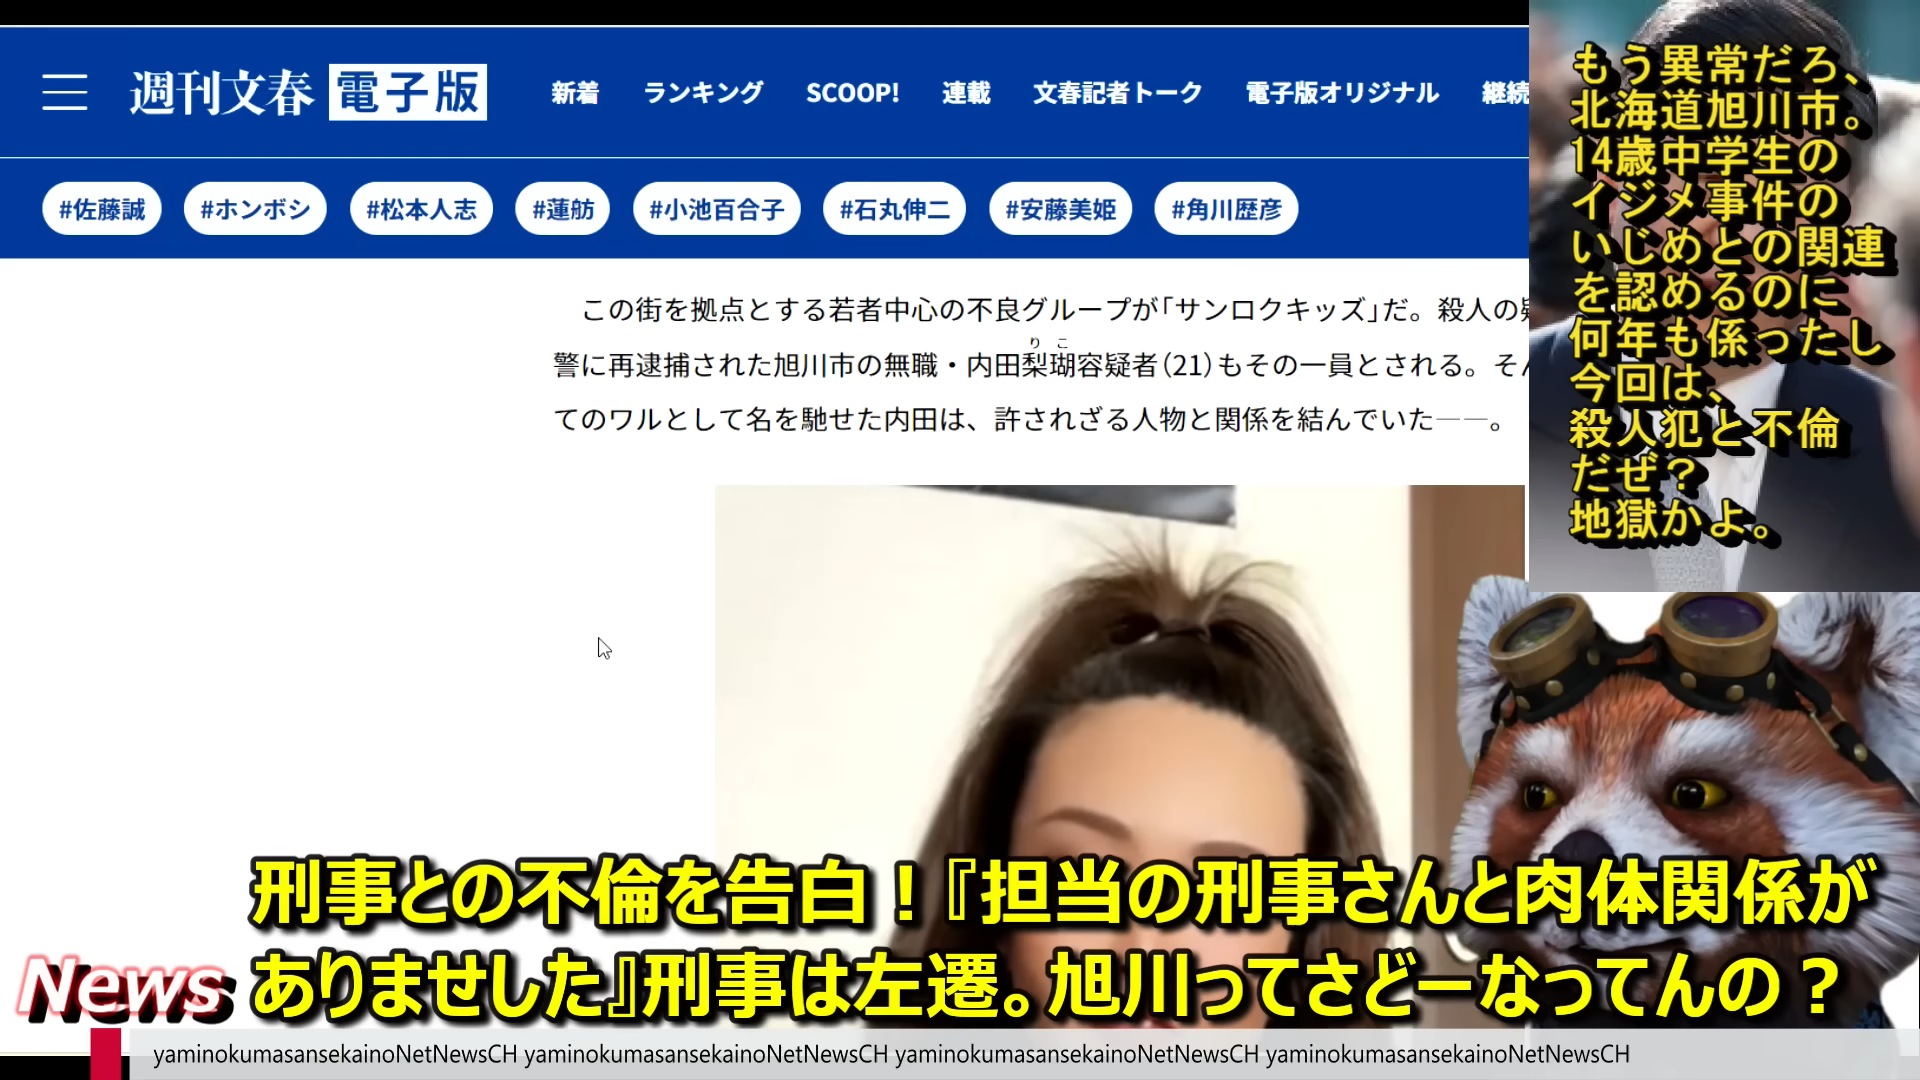 週刊文春 電子版
新着 ランキング SCOOP! 連載 文春記者トーク 電子版オリジナル 継続
#佐藤誠 #ホンボシ #松本人志 #蓮舫 #小池百合子 #石丸伸二 #安藤美姫 #角川歴彦
この街を拠点とする若者中心の不良グループが「サンロクキッズ」だ。殺人の疑
りこ
警に再逮捕された旭川市の無職・内田梨瑚容疑者(21)もその一員とされる。そん
てのワルとして名を馳せた内田は、許されざる人物と関係を結んでいた――。
もう異常だろ、
北海道旭川市。
14歳中学生の
イジメ事件の
いじめとの関連
を認めるのに
何年も係ったし
今回は、
殺人犯と不倫
だぜ?
地獄かよ。
刑事との不倫を告白!『担当の刑事さんと肉体関係が
ありませした』刑事は左遷。旭川ってさどーなってんの?
News
yaminokumasansekainoNetNewsCH yaminokumasansekainoNetNewsCH yaminokumasansekainoNetNewsCH yaminokumasansekainoNetNewsCH